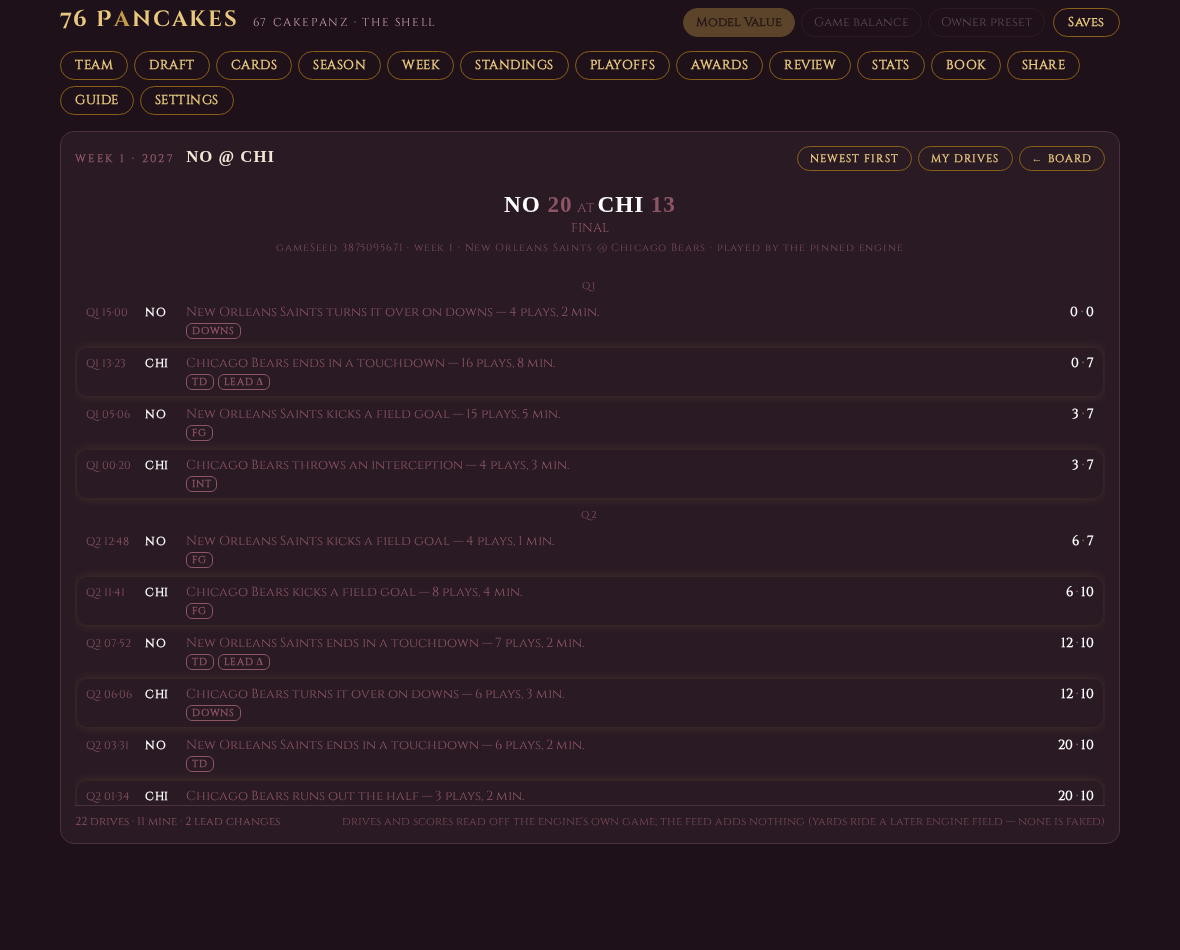 76 PANCAKES 67 CAKEPANZ · THE SHELL Model Value Game balance Owner preset Saves
TEAM DRAFT CARDS SEASON WEEK STANDINGS PLAYOFFS AWARDS REVIEW STATS BOOK SHARE
GUIDE SETTINGS
WEEK 1 · 2027 NO @ CHI NEWEST FIRST MY DRIVES ← BOARD
NO 20 AT CHI 13
FINAL
gameSeed 3875095671 · week 1 · New Orleans Saints @ Chicago Bears · played by the pinned engine
Q1
Q1 15:00 NO New Orleans Saints turns it over on downs — 4 plays, 2 min. 0·0
DOWNS
Q1 13:23 CHI Chicago Bears ends in a touchdown — 16 plays, 8 min. 0·7
TD LEAD Δ
Q1 05:06 NO New Orleans Saints kicks a field goal — 15 plays, 5 min. 3·7
FG
Q1 00:20 CHI Chicago Bears throws an interception — 4 plays, 3 min. 3·7
INT
Q2
Q2 12:48 NO New Orleans Saints kicks a field goal — 4 plays, 1 min. 6·7
FG
Q2 11:41 CHI Chicago Bears kicks a field goal — 8 plays, 4 min. 6·10
FG
Q2 07:52 NO New Orleans Saints ends in a touchdown — 7 plays, 2 min. 12·10
TD LEAD Δ
Q2 06:06 CHI Chicago Bears turns it over on downs — 6 plays, 3 min. 12·10
DOWNS
Q2 03:31 NO New Orleans Saints ends in a touchdown — 6 plays, 2 min. 20·10
TD
Q2 01:34 CHI Chicago Bears runs out the half — 3 plays, 2 min. 20·10
22 drives · 11 mine · 2 lead changes drives and scores read off the engine's own game; the feed adds nothing (yards ride a later engine field — none is faked)